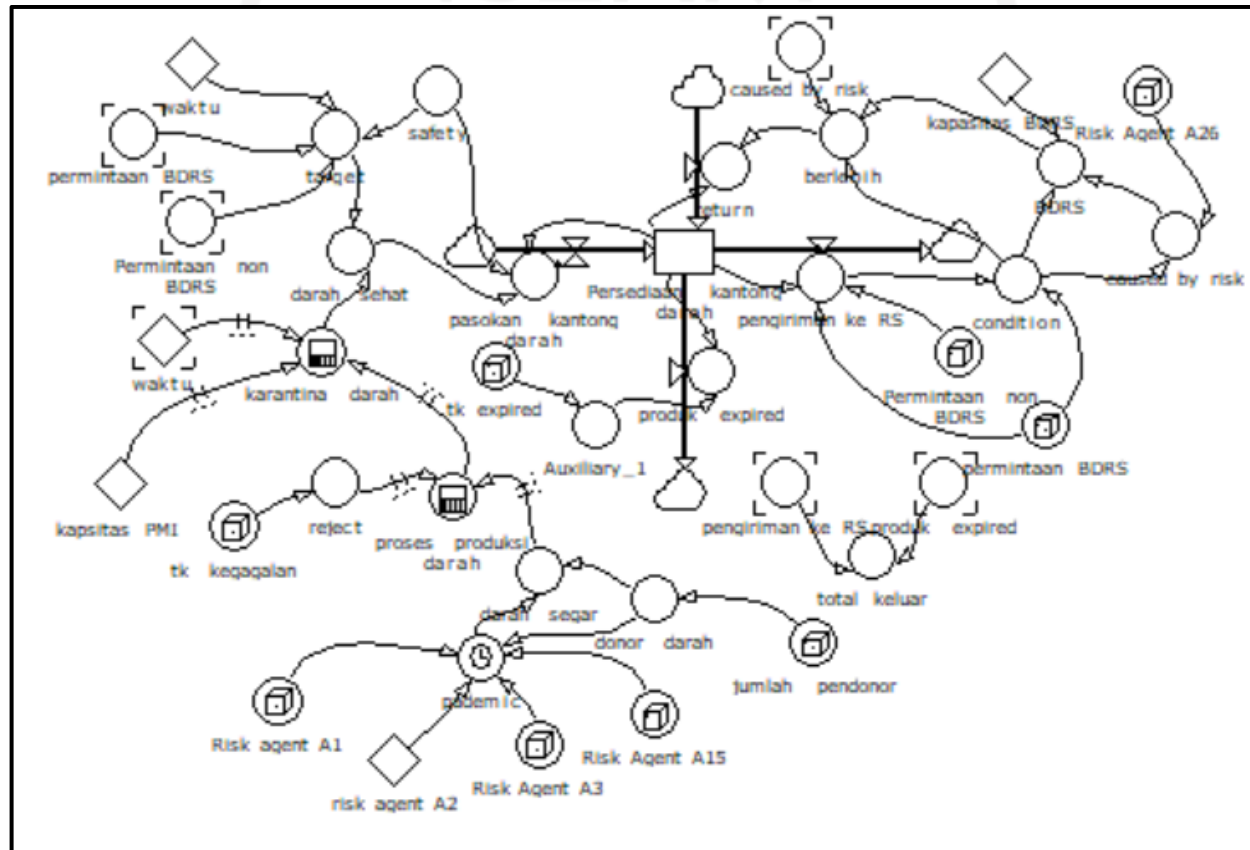 waktu
safety
caused by risk
kapasitas BDRS
Risk Agent A26
permintaan BDRS
target
berlebih
BDRS
return
Permintaan non
BDRS
darah sehat
Persediaan kantong
darah
caused by risk
pasokan kantong
darah
pengiriman ke RS
condition
waktu
karantina darah
tk expired
produk expired
Permintaan non
BDRS
Auxiliary_1
permintaan BDRS
kapsitas PMI
reject
proses produksi
darah
pengiriman ke RS
produk expired
tk kegagalan
total keluar
darah segar
donor darah
jumlah pendonor
pademic
Risk agent A1
Risk Agent A15
Risk Agent A3
risk agent A2